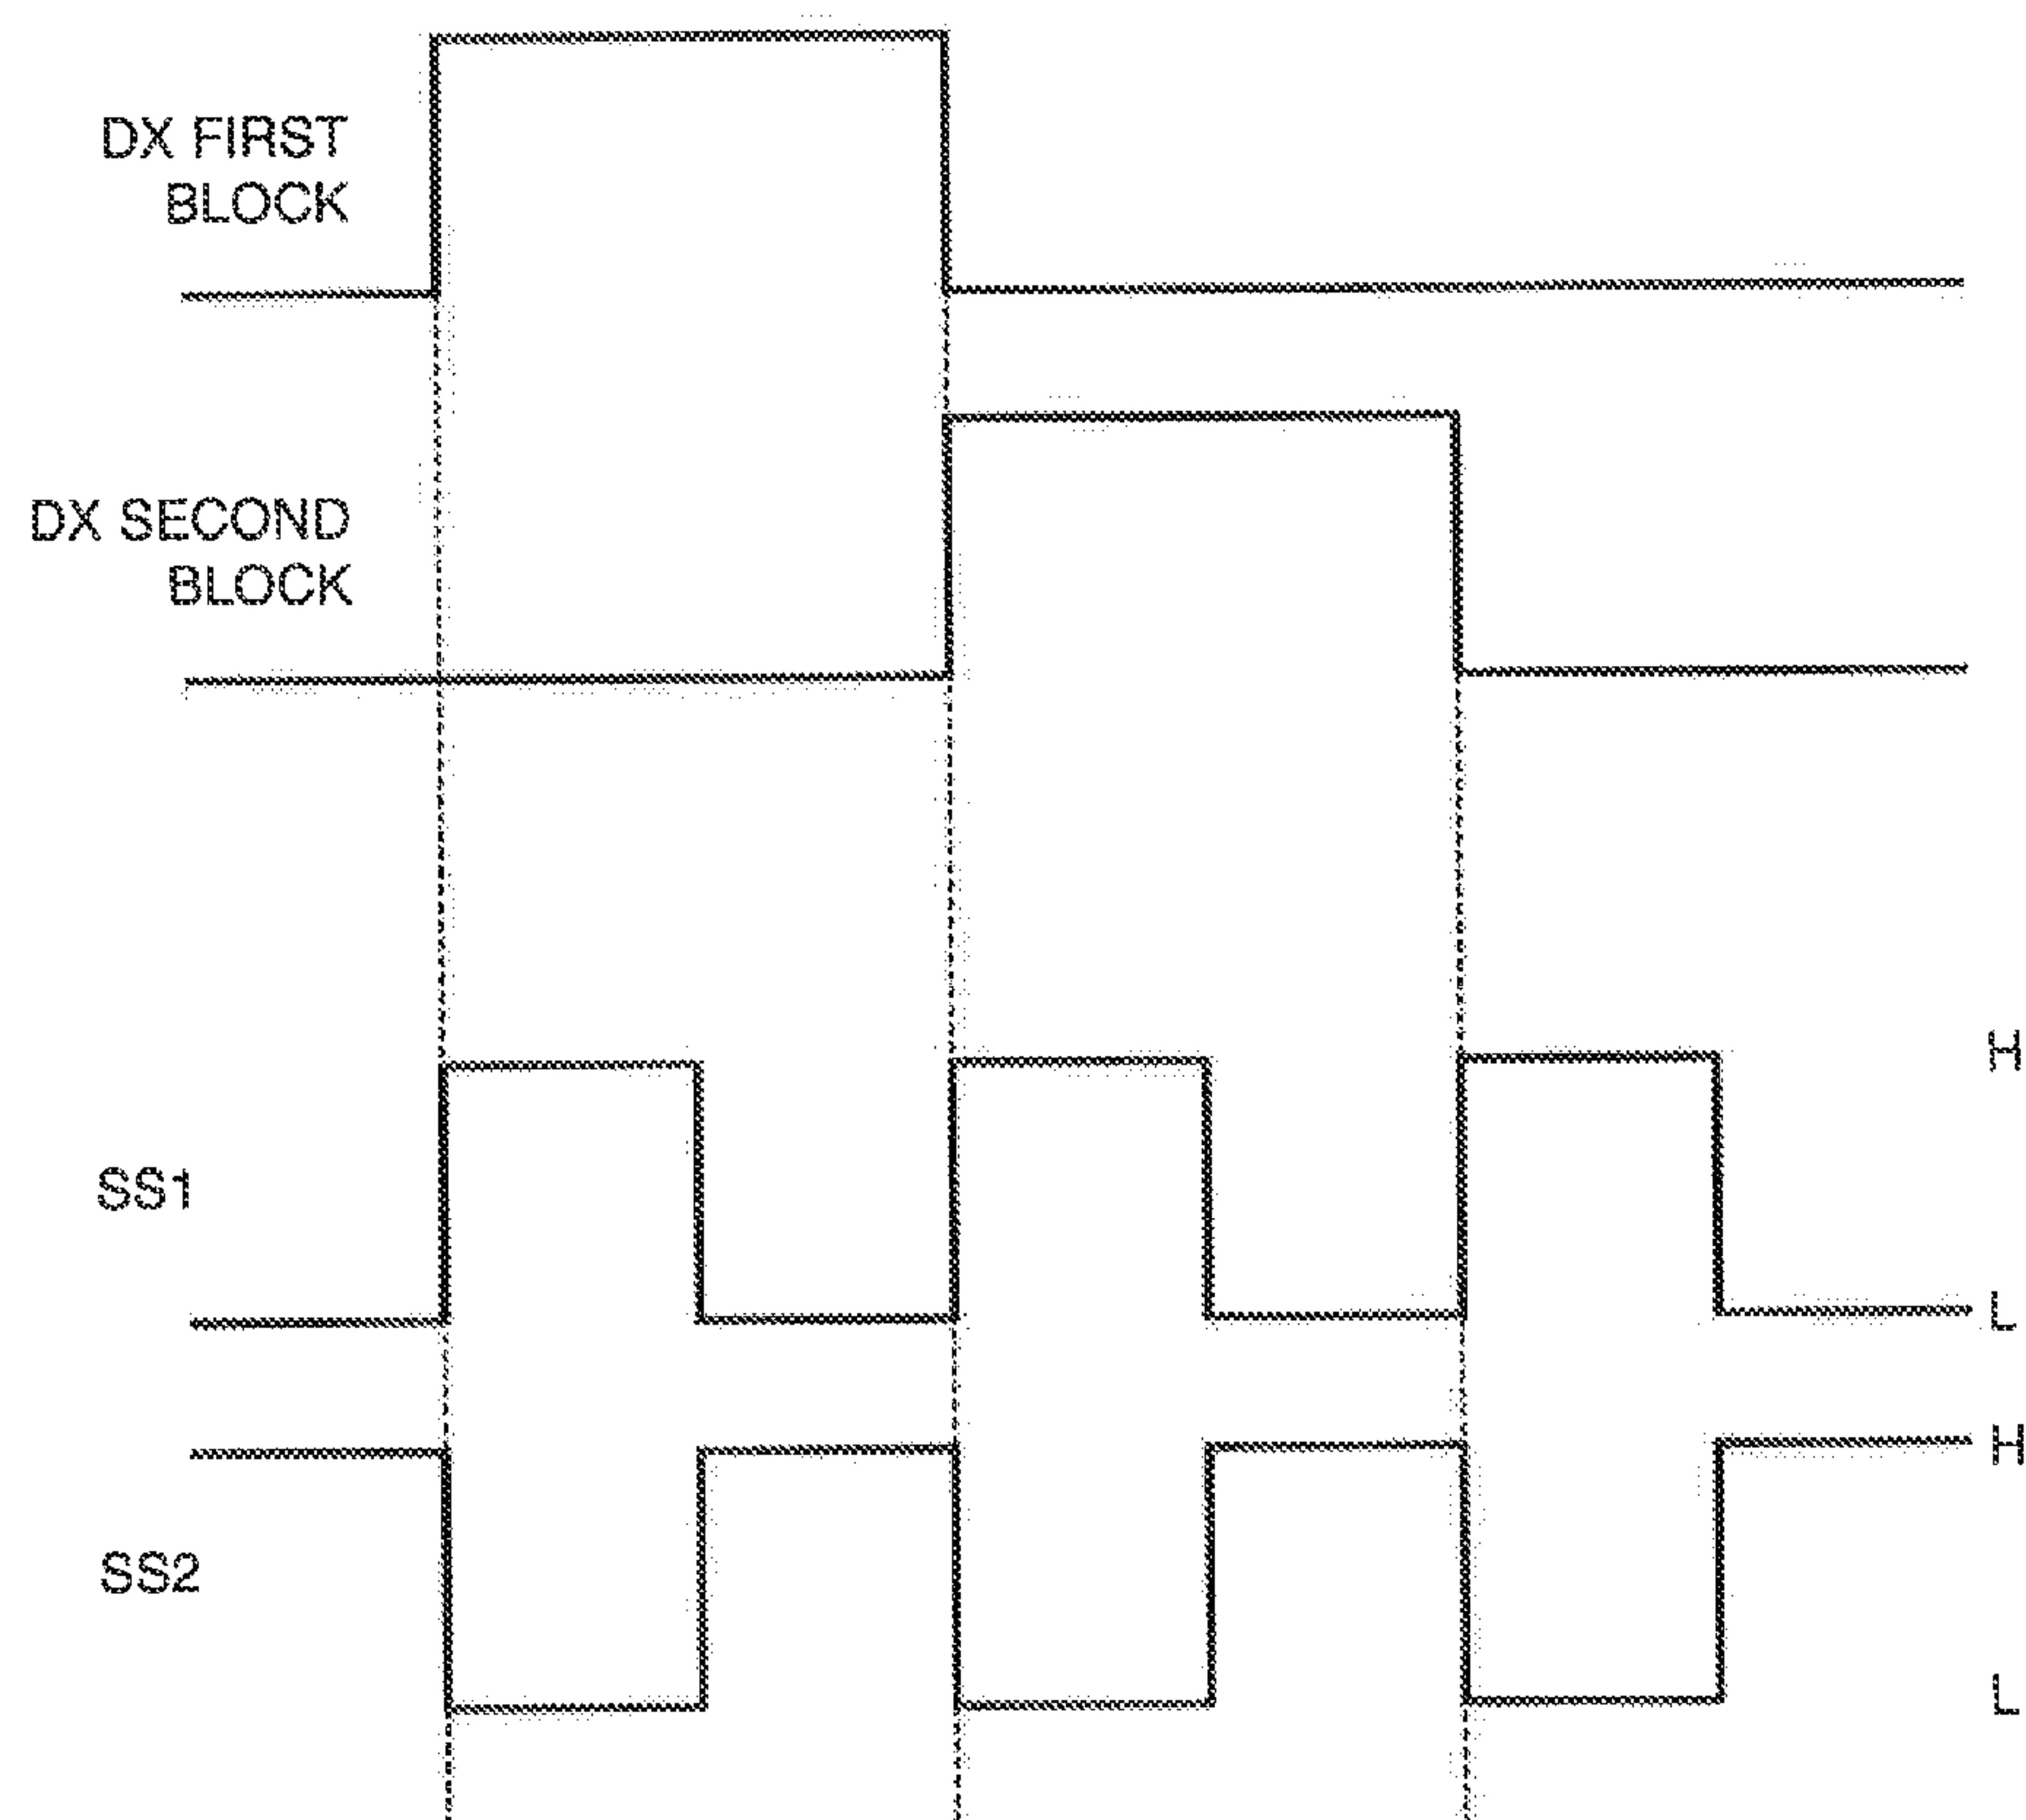 DX FIRST
BLOCK
DX SECOND
BLOCK
H
SS1
L
H
SS2
L